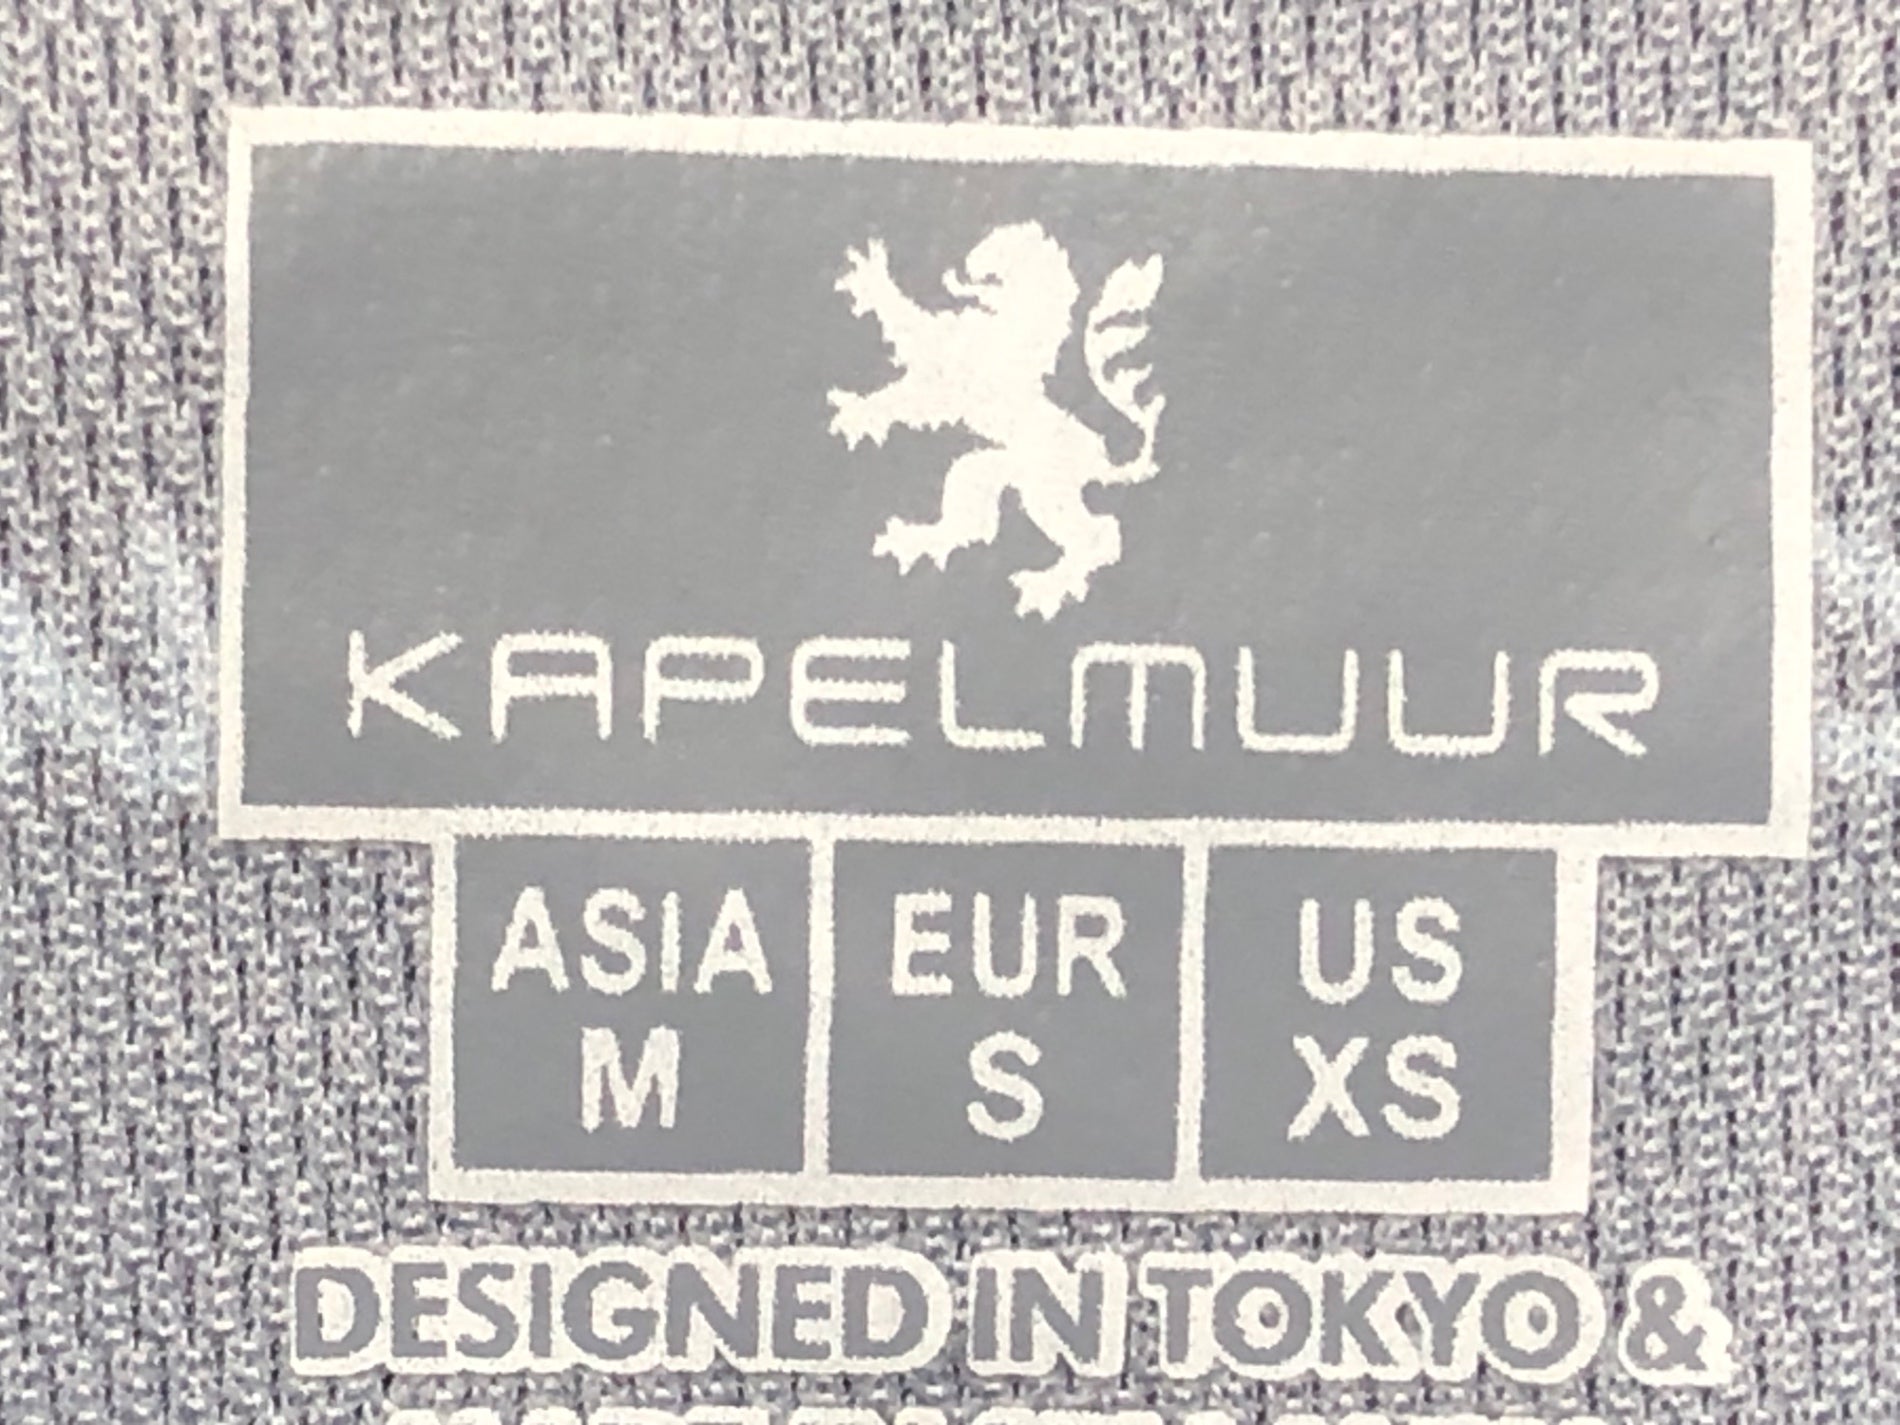 KAPELMUUR
ASIA EUR US
M S XS
DESIGNED IN TOKYO &